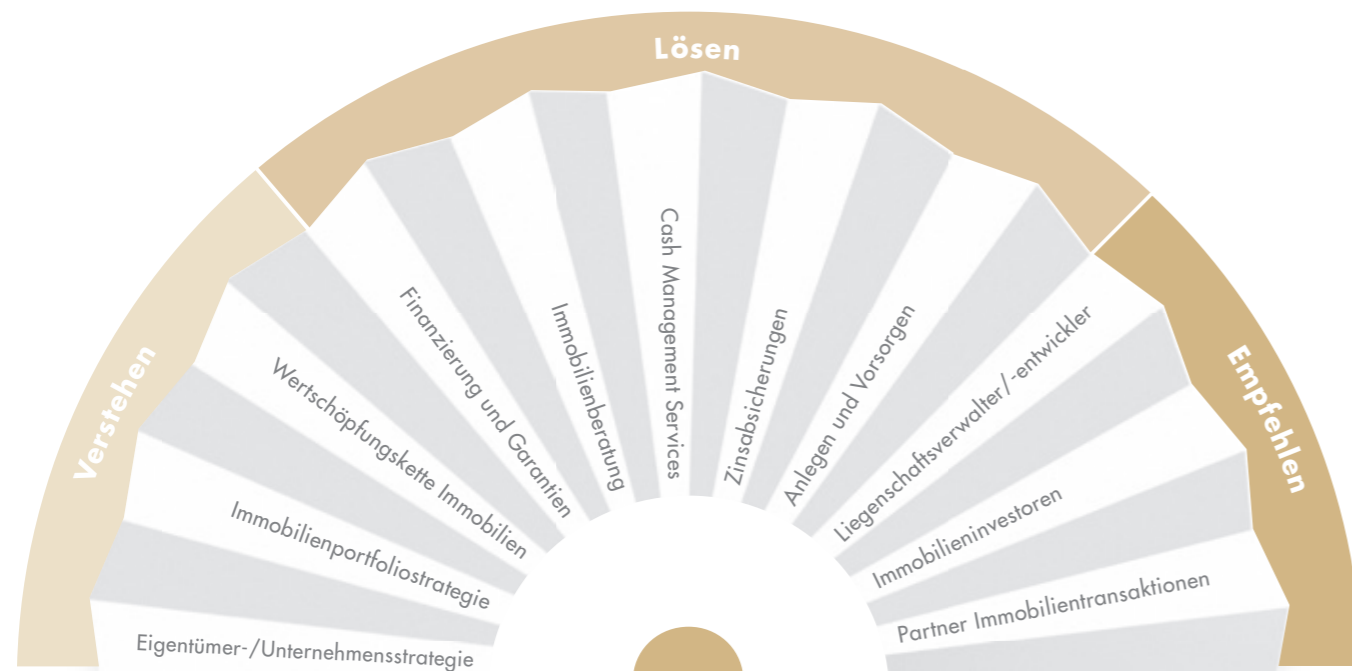 Verstehen
Lösen
Empfehlen
Eigentümer-/Unternehmensstrategie
Immobilienportfoliostrategie
Wertschöpfungskette Immobilien
Finanzierung und Garantien
Immobilienberatung
Cash Management Services
Zinsabsicherungen
Anlegen und Vorsorgen
Liegenschaftsverwalter/-entwickler
Immobilieninvestoren
Partner Immobilientransaktionen